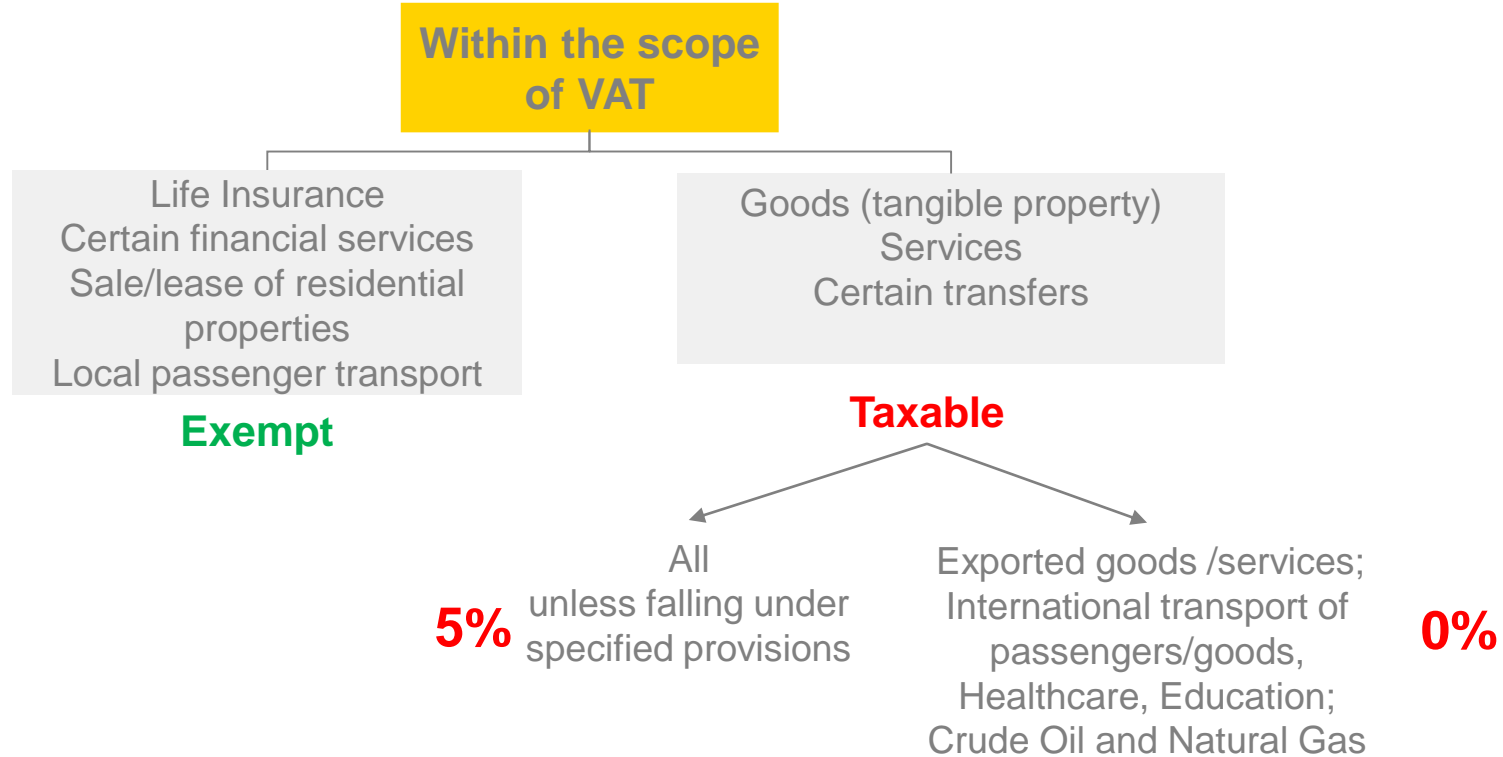 Within the scope
of VAT
Life Insurance
Certain financial services
Sale/lease of residential
properties
Local passenger transport
Exempt
Goods (tangible property)
Services
Certain transfers
Taxable
5%
All
unless falling under
specified provisions
Exported goods /services;
International transport of
passengers/goods,
Healthcare, Education;
Crude Oil and Natural Gas
0%